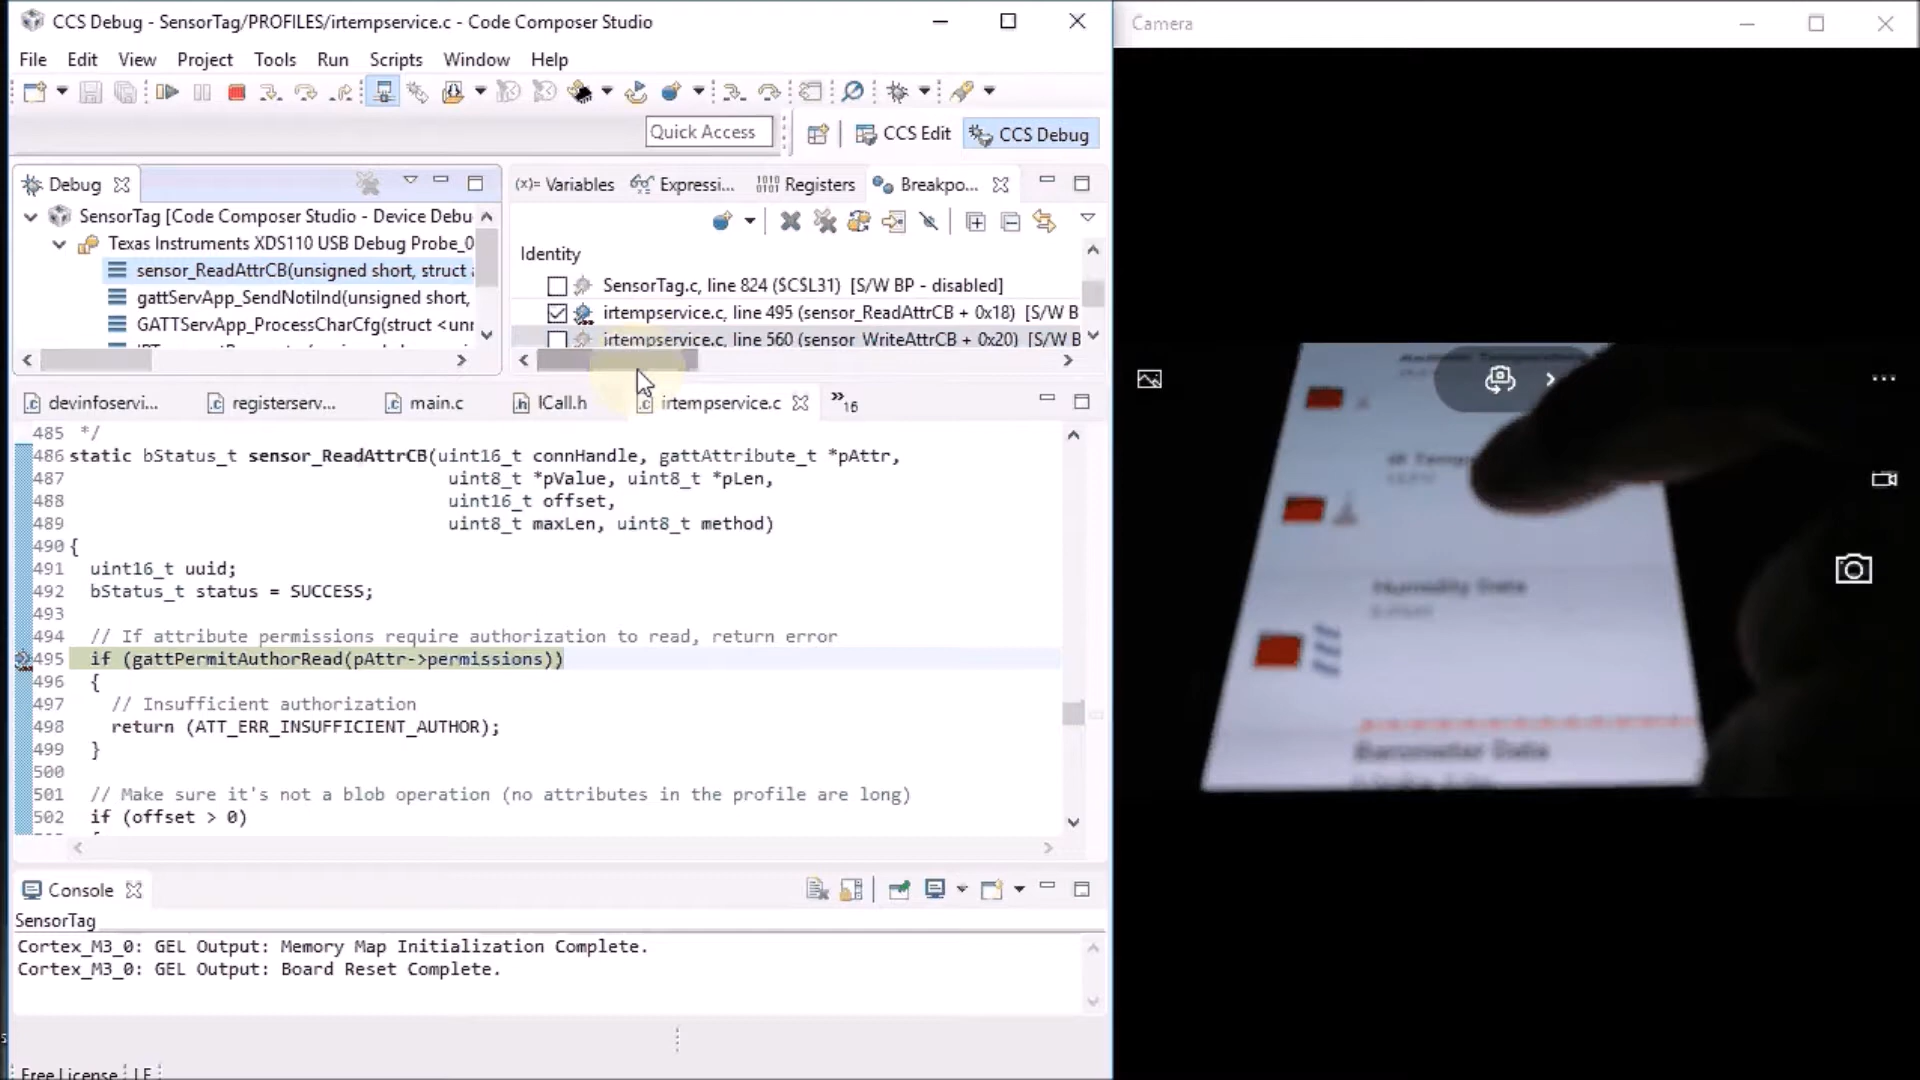 CCS Debug - SensorTag/PROFILES/irtempservice.c - Code Composer Studio
File Edit View Project Tools Run Scripts Window Help
Quick Access
CCS Edit
CCS Debug
Debug
SensorTag [Code Composer Studio - Device Debu
Texas Instruments XDS110 USB Debug Probe_0
sensor_ReadAttrCB(unsigned short, struct
gattServApp_SendNotiInd(unsigned short,
GATTServApp_ProcessCharCfg(struct <unr
(x)= Variables
Expressi...
1010 0101 Registers
Breakpo...
Identity
SensorTag.c, line 824 ($C$L31) [S/W BP - disabled]
irtempservice.c, line 495 (sensor_ReadAttrCB + 0x18) [S/W B
irtempservice.c, line 560 (sensor_WriteAttrCB + 0x20) [S/W B
devinfoservi...
registerserv...
main.c
ICall.h
irtempservice.c
»16
485 */
486 static bStatus_t sensor_ReadAttrCB(uint16_t connHandle, gattAttribute_t *pAttr,
487 uint8_t *pValue, uint8_t *pLen,
488 uint16_t offset,
489 uint8_t maxLen, uint8_t method)
490 {
491 uint16_t uuid;
492 bStatus_t status = SUCCESS;
493
494 // If attribute permissions require authorization to read, return error
495 if (gattPermitAuthorRead(pAttr->permissions))
496 {
497 // Insufficient authorization
498 return (ATT_ERR_INSUFFICIENT_AUTHOR);
499 }
500
501 // Make sure it's not a blob operation (no attributes in the profile are long)
502 if (offset > 0)
Console
SensorTag
Cortex_M3_0: GEL Output: Memory Map Initialization Complete.
Cortex_M3_0: GEL Output: Board Reset Complete.
Free License
LE
Camera
Humidity Data
Barometer Data